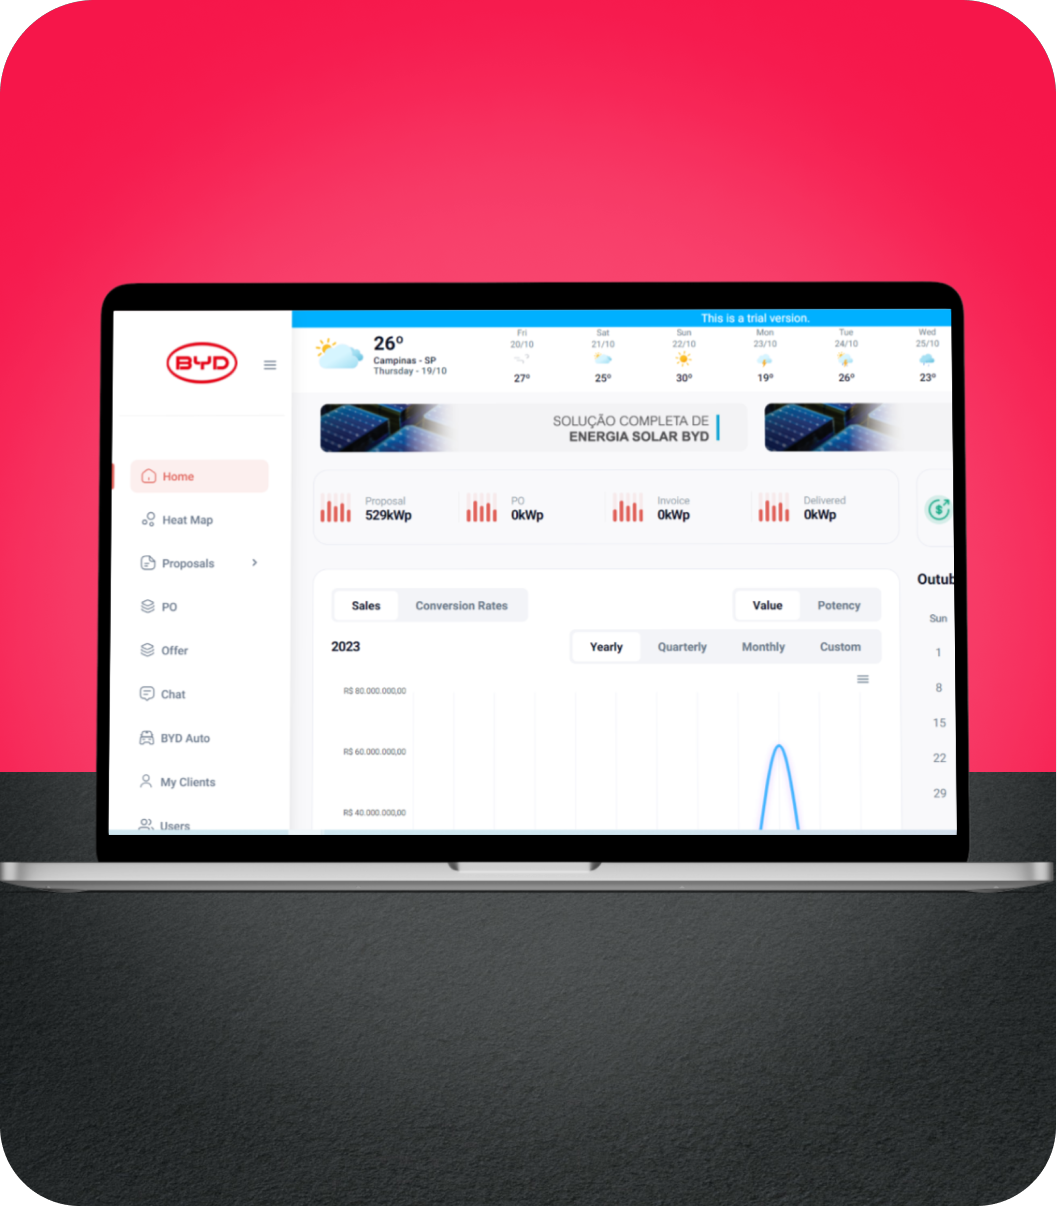 This is a trial version.
BYD
26º
Campinas - SP
Thursday - 19/10
Fri
20/10
27º
Sat
21/10
25º
Sun
22/10
30º
Mon
23/10
19º
Tue
24/10
26º
Wed
25/10
23º
SOLUÇÃO COMPLETA DE
ENERGIA SOLAR BYD
Home
Heat Map
Proposals
PO
Offer
Chat
BYD Auto
My Clients
Users
Proposal
529kWp
PO
0kWp
Invoice
0kWp
Delivered
0kWp
$
Sales Conversion Rates
Value Potency
2023
Yearly Quarterly Monthly Custom
R$ 80.000.000,00
R$ 60.000.000,00
R$ 40.000.000,00
Outub
Sun
1
8
15
22
29